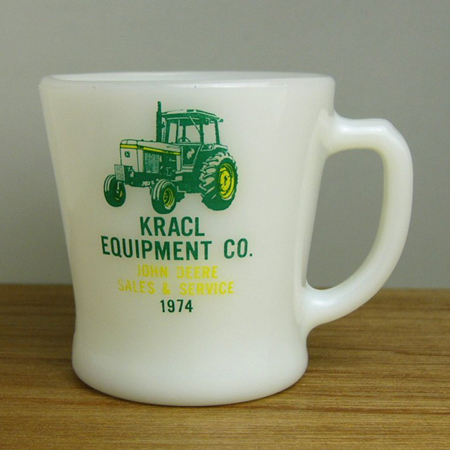 KRACL
EQUIPMENT CO.
JOHN DEERE
SALES & SERVICE
1974